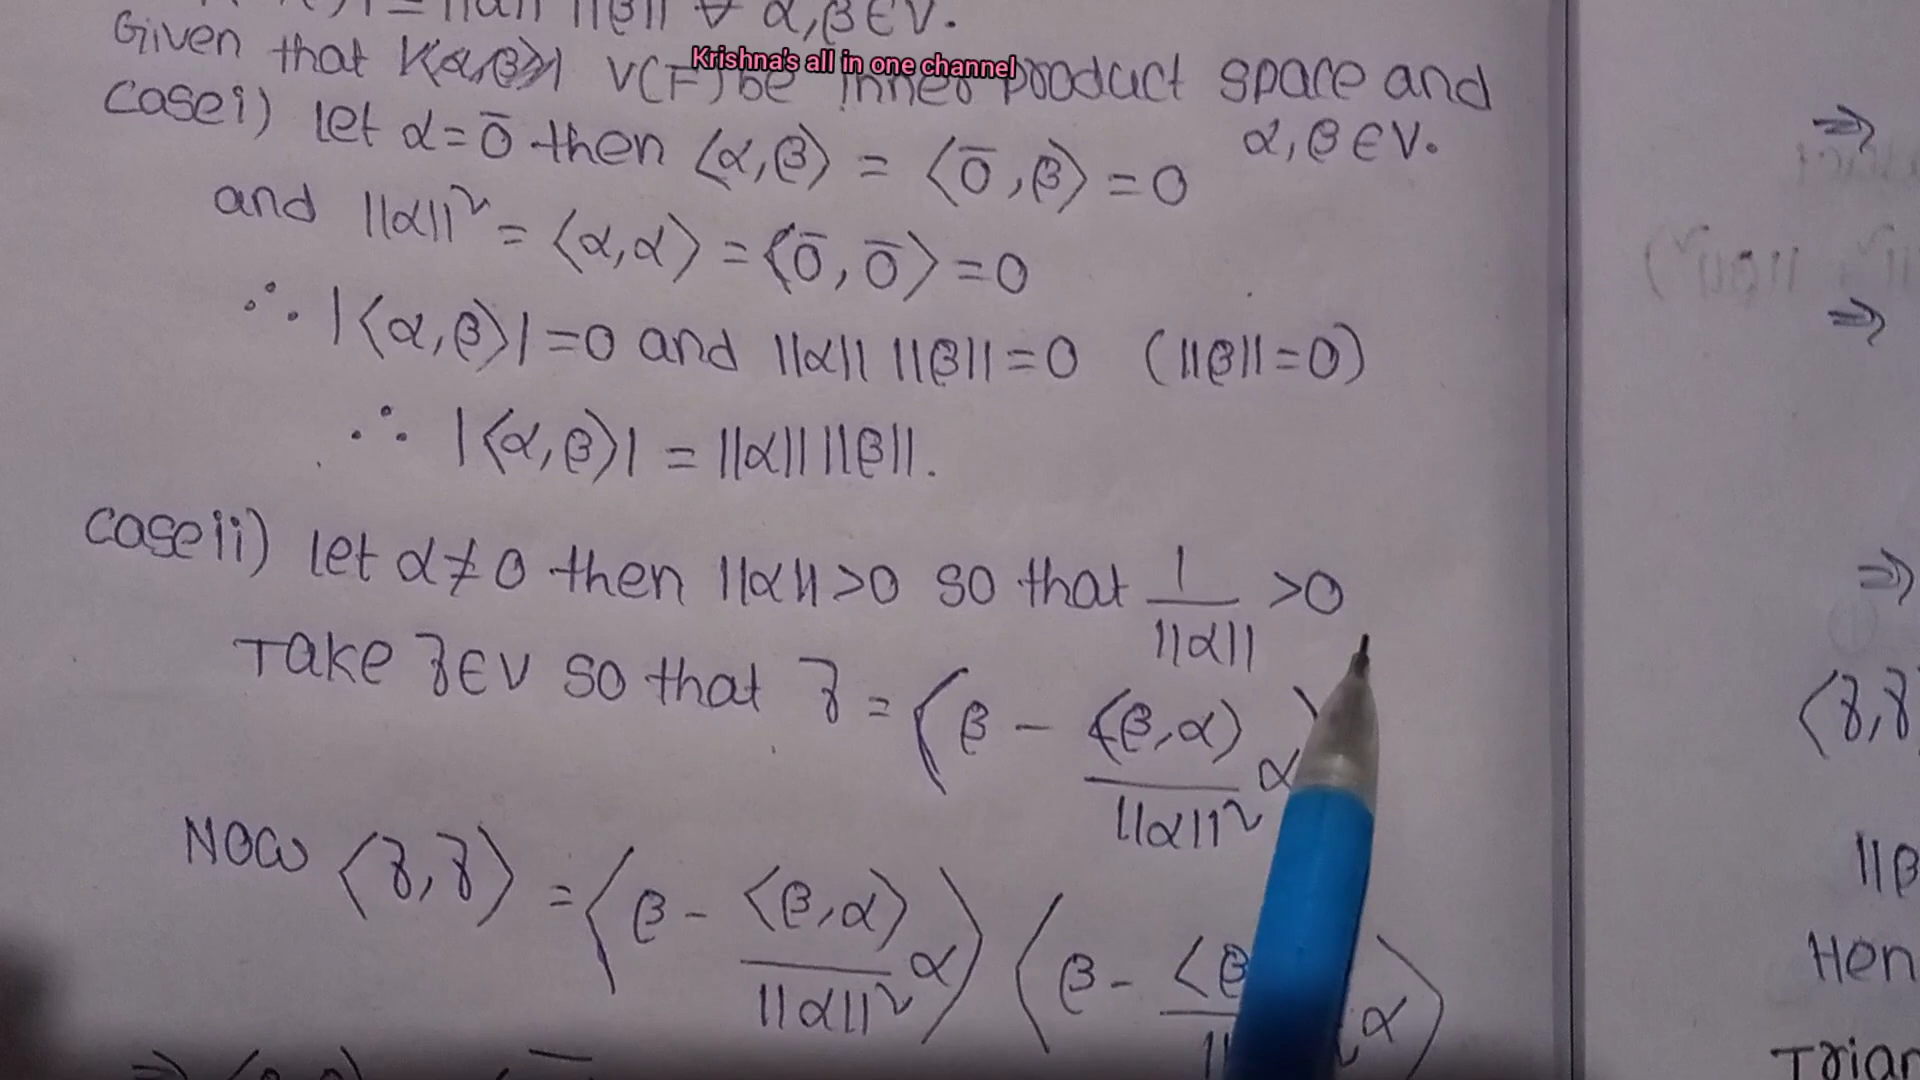 |=||α|| ||β|| ∀ α,β∈V.
Given that |<α,β>| V(F) be inner product space and
α,β∈V.
Krishna's all in one channel
case i) let α=0̄ then <α,β> = <0̄,β> = 0
and ||α||² = <α,α> = <0̄,0̄> = 0
∴ |<α,β>| = 0 and ||α|| ||β|| = 0 (||β||=0)
∴ |<α,β>| = ||α|| ||β||.
case ii) let α≠0 then ||α||>0 so that 1/||α|| >0
Take γ∈V so that γ = (β - <β,α>/||α||² α
Now <γ,γ> = <β - <β,α>/||α||² α> <β - <β α>
⇒
⇒
⇒
<γ,γ
||β
Hen
Trian